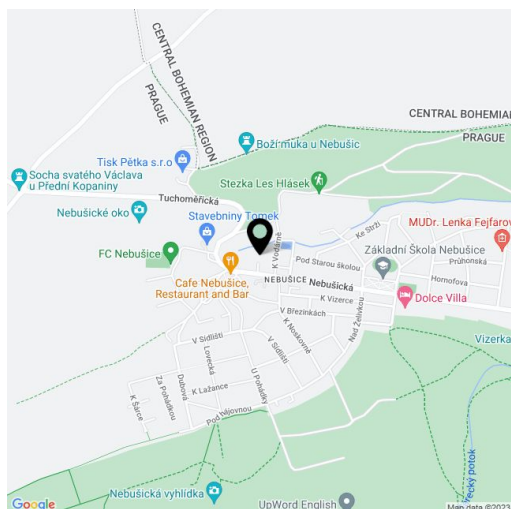 CENTRAL BOHEMIAN REGION
PRAGUE
CENTRAL BOHEMIAN
PRAGUE
Boží muka u Nebušic
Tisk Pětka s.r.o
Socha svatého Václava
u Přední Kopaniny
Stezka Les Hlásek
Tuchoměřická
Nebušické oko
Stavebniny Tomek
Ke Strži
MUDr. Lenka Fejfarov
FC Nebušice
K Vodárně
Základní Škola Nebušice
Pod Starou školou
Průhonská
Cafe Nebušice,
Restaurant and Bar
NEBUŠICE
Nebušická
Hornofova
K Vizerce
Dolce Villa
V Březinkách
Nad Želivkou
K Noskovně
Vizerka
V Sídlišti
V Sídlišti
Lovecká
U Pohádky
Dubová
K Lažance
Za Pohádkou
K Šárce
Pod Nějovnou
Nebušická vyhlídka
UpWord English
ecký potok
Google
Map data ©2023